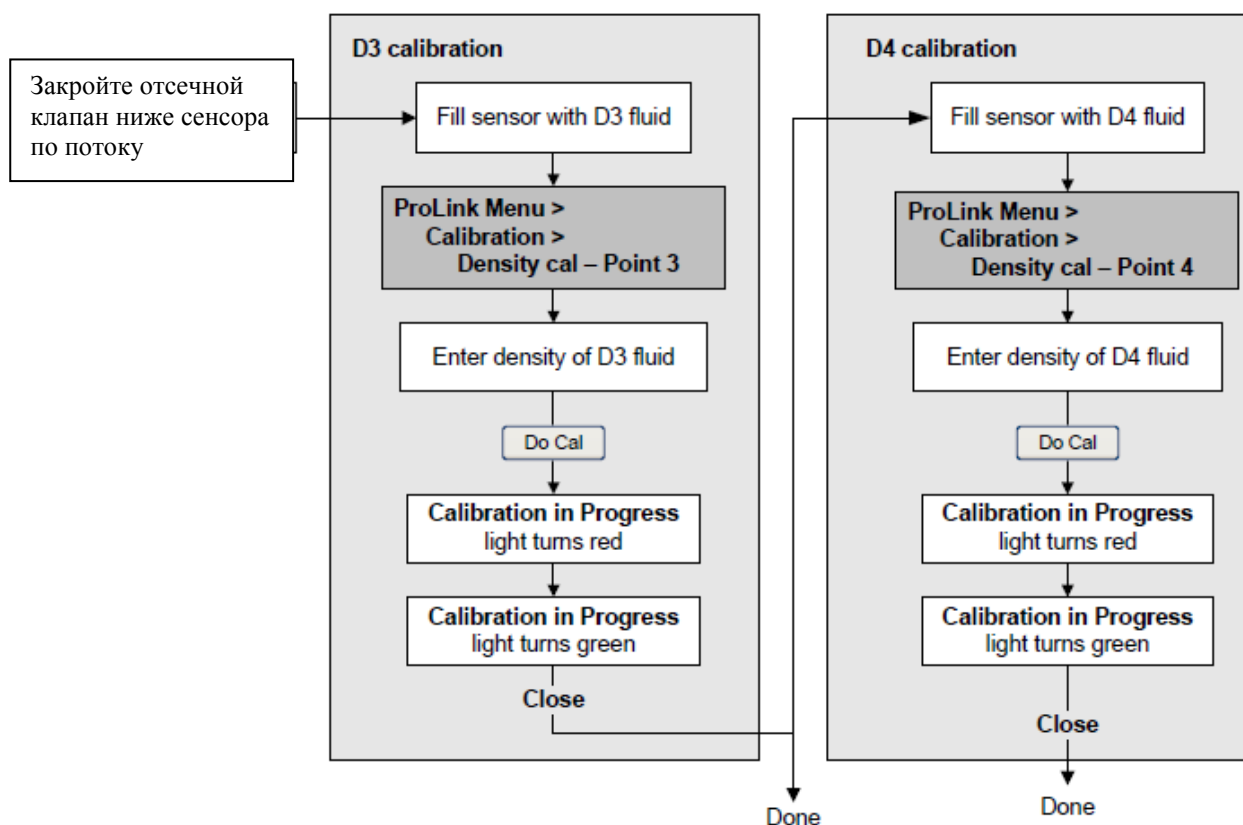 Закройте отсечной
клапан ниже сенсора
по потоку
D3 calibration
Fill sensor with D3 fluid
ProLink Menu >
Calibration >
Density cal – Point 3
Enter density of D3 fluid
Do Cal
Calibration in Progress
light turns red
Calibration in Progress
light turns green
Close
Done
D4 calibration
Fill sensor with D4 fluid
ProLink Menu >
Calibration >
Density cal – Point 4
Enter density of D4 fluid
Do Cal
Calibration in Progress
light turns red
Calibration in Progress
light turns green
Close
Done